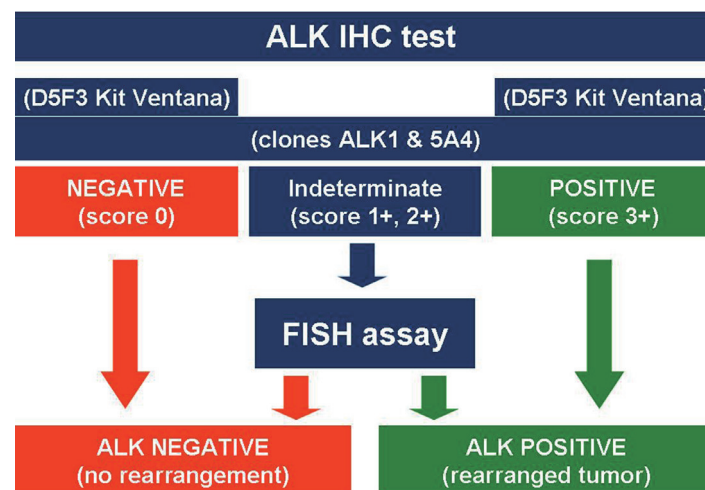 ALK IHC test
(D5F3 Kit Ventana)
(D5F3 Kit Ventana)
(clones ALK1 & 5A4)
NEGATIVE
(score 0)
Indeterminate
(score 1+, 2+)
POSITIVE
(score 3+)
FISH assay
ALK NEGATIVE
(no rearrangement)
ALK POSITIVE
(rearranged tumor)